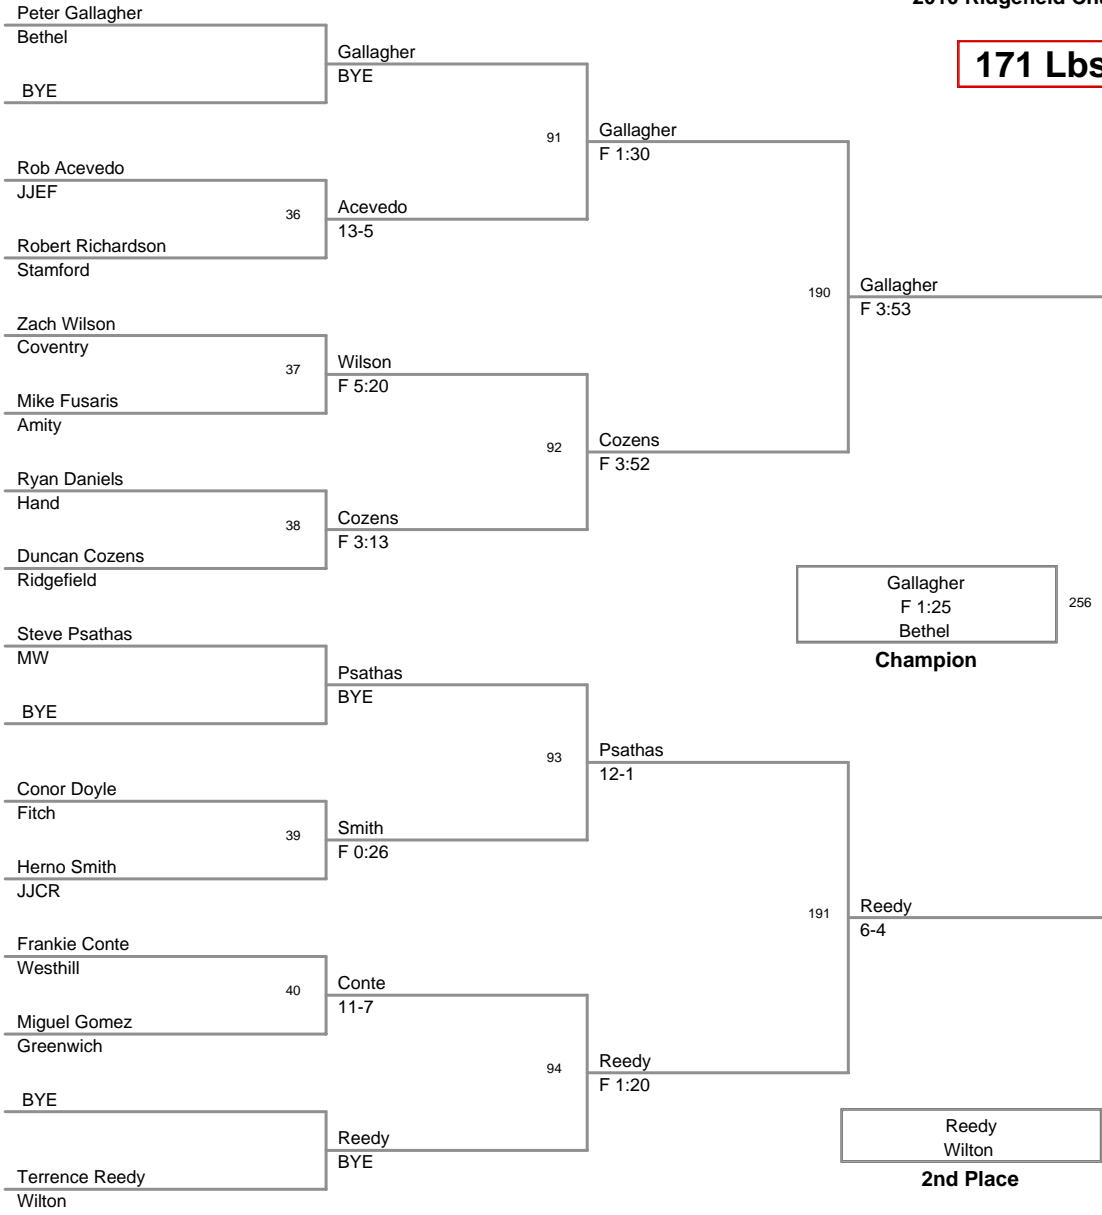 Peter Gallagher
Bethel
BYE
Rob Acevedo
JJEF
36
Robert Richardson
Stamford
Zach Wilson
Coventry
37
Mike Fusaris
Amity
Ryan Daniels
Hand
38
Duncan Cozens
Ridgefield
Steve Psathas
MW
BYE
Conor Doyle
Fitch
39
Herno Smith
JJCR
Frankie Conte
Westhill
40
Miguel Gomez
Greenwich
BYE
Terrence Reedy
Wilton
Gallagher
BYE
91
Acevedo
13-5
Wilson
F 5:20
92
Cozens
F 3:13
Psathas
BYE
93
Smith
F 0:26
Conte
11-7
94
Reedy
BYE
Gallagher
F 1:30
190
Cozens
F 3:52
Psathas
12-1
191
Reedy
F 1:20
171 Lbs
Gallagher
F 3:53
Gallagher
F 1:25
Bethel
256
Champion
Reedy
6-4
Reedy
Wilton
2nd Place